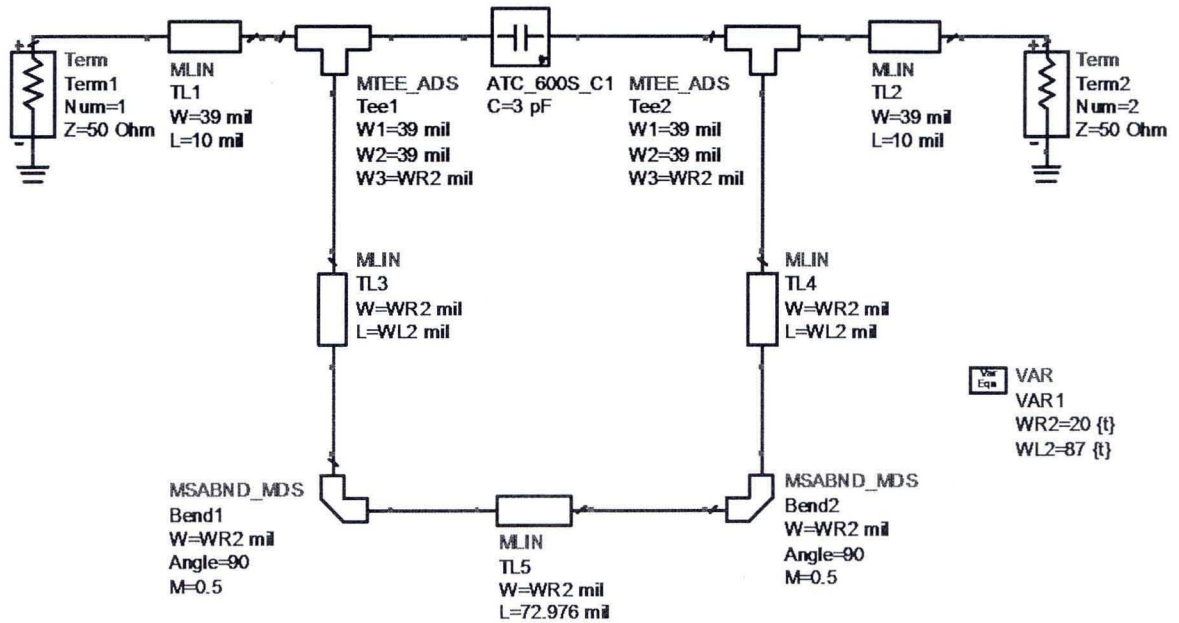 Term
Term1
Num=1
Z=50 Ohm
MLIN
TL1
W=39 mil
L=10 mil
MTEE_ADS
Tee1
W1=39 mil
W2=39 mil
W3=WR2 mil
ATC_600S_C1
C=3 pF
MTEE_ADS
Tee2
W1=39 mil
W2=39 mil
W3=WR2 mil
MLIN
TL2
W=39 mil
L=10 mil
Term
Term2
Num=2
Z=50 Ohm
MLIN
TL3
W=WR2 mil
L=WL2 mil
MLIN
TL4
W=WR2 mil
L=WL2 mil
Var
Eqn
VAR
VAR1
WR2=20 {t}
WL2=87 {t}
MSABND_MDS
Bend1
W=WR2 mil
Angle=90
M=0.5
MLIN
TL5
W=WR2 mil
L=72.976 mil
MSABND_MDS
Bend2
W=WR2 mil
Angle=90
M=0.5